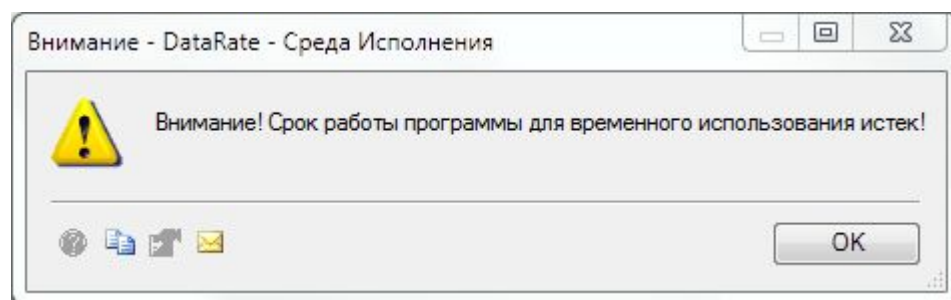 Внимание - DataRate - Среда Исполнения
Внимание! Срок работы программы для временного использования истек!
OK